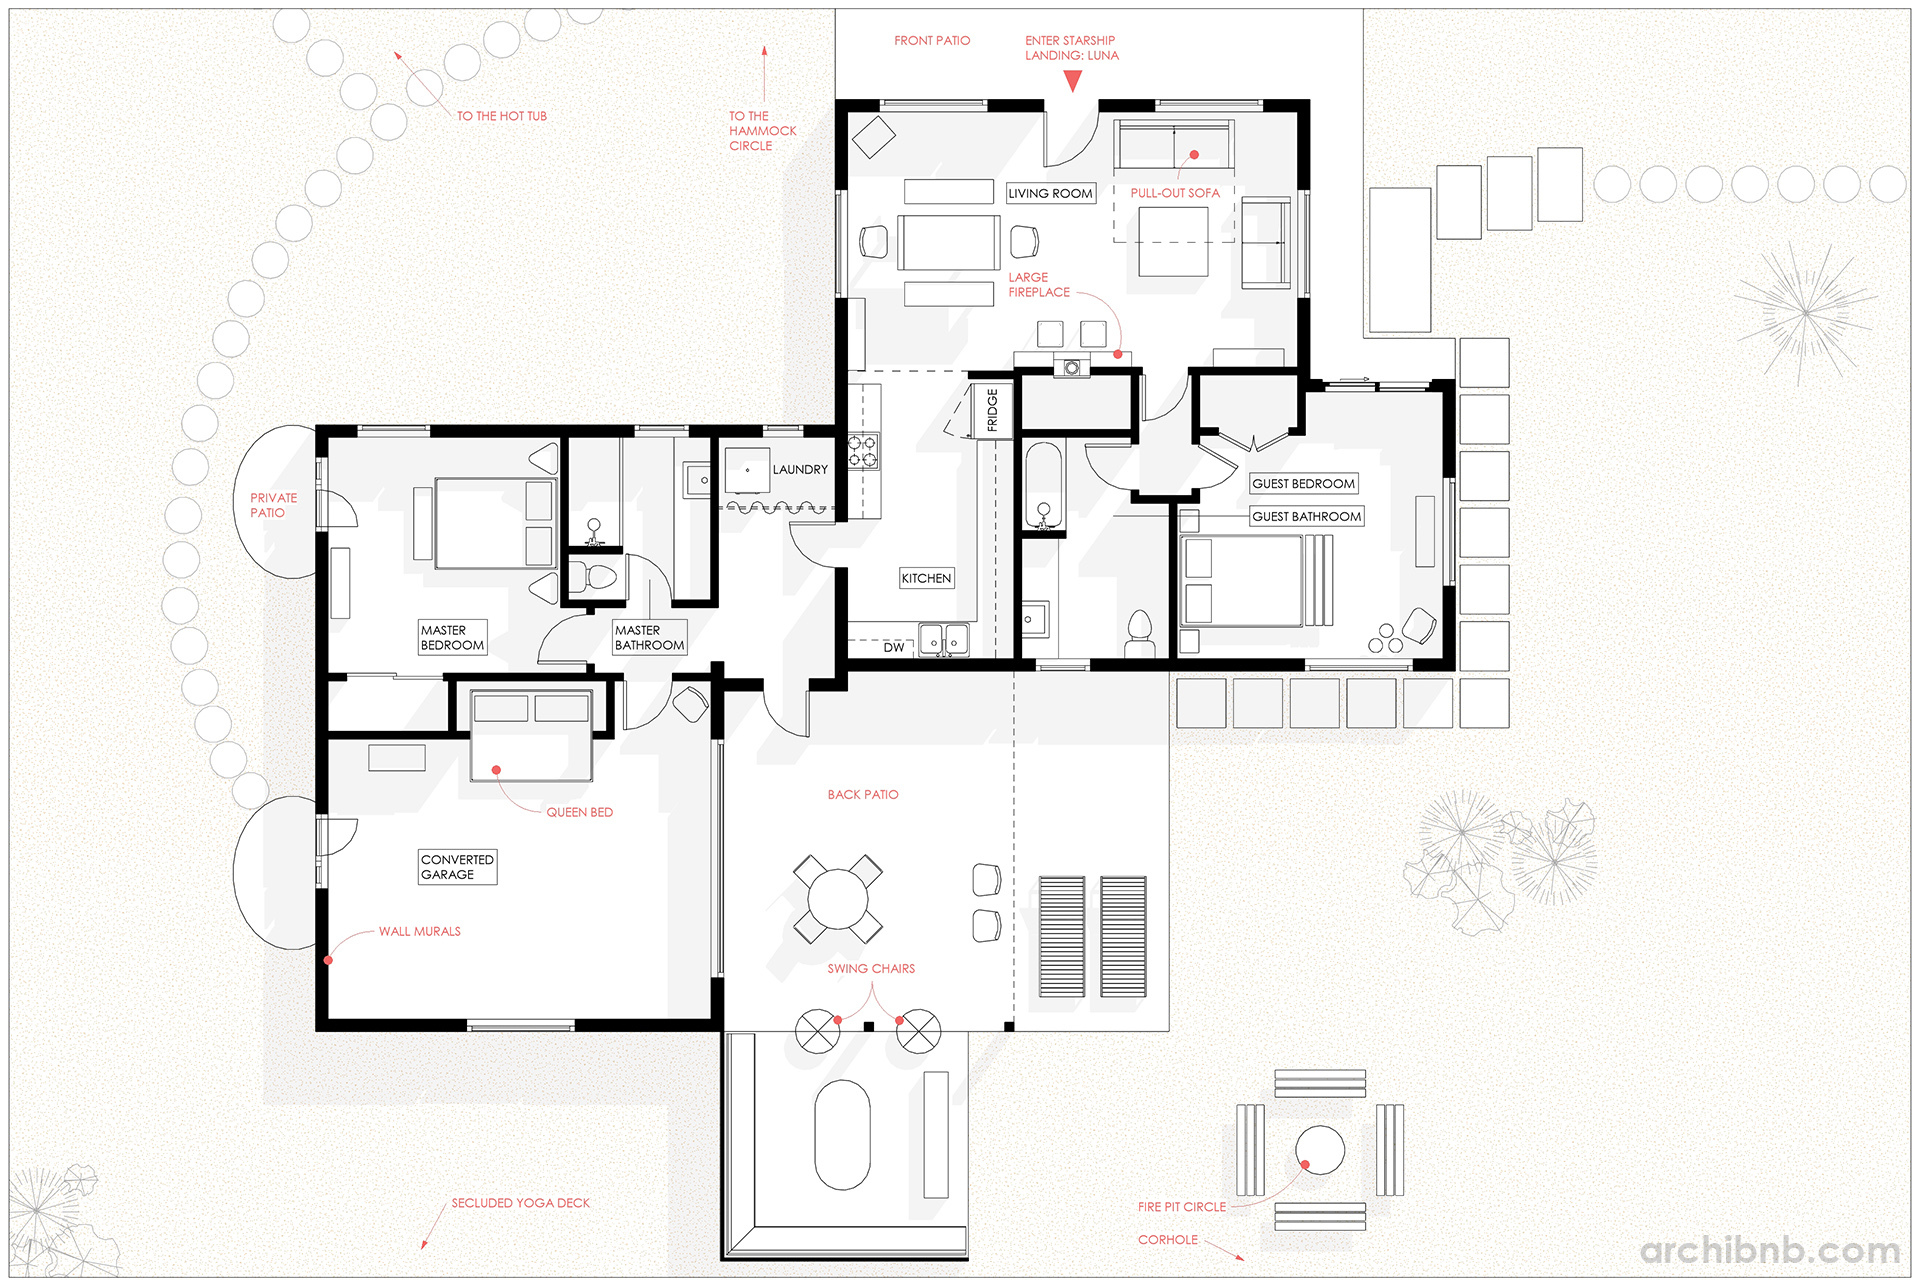 FRONT PATIO
ENTER STARSHIP
LANDING: LUNA
TO THE HOT TUB
TO THE
HAMMOCK
CIRCLE
LIVING ROOM
PULL-OUT SOFA
LARGE
FIREPLACE
FRIDGE
LAUNDRY
GUEST BEDROOM
GUEST BATHROOM
PRIVATE
PATIO
KITCHEN
MASTER
BEDROOM
MASTER
BATHROOM
DW
BACK PATIO
QUEEN BED
CONVERTED
GARAGE
WALL MURALS
SWING CHAIRS
SECLUDED YOGA DECK
FIRE PIT CIRCLE
CORHOLE
archibnb.com